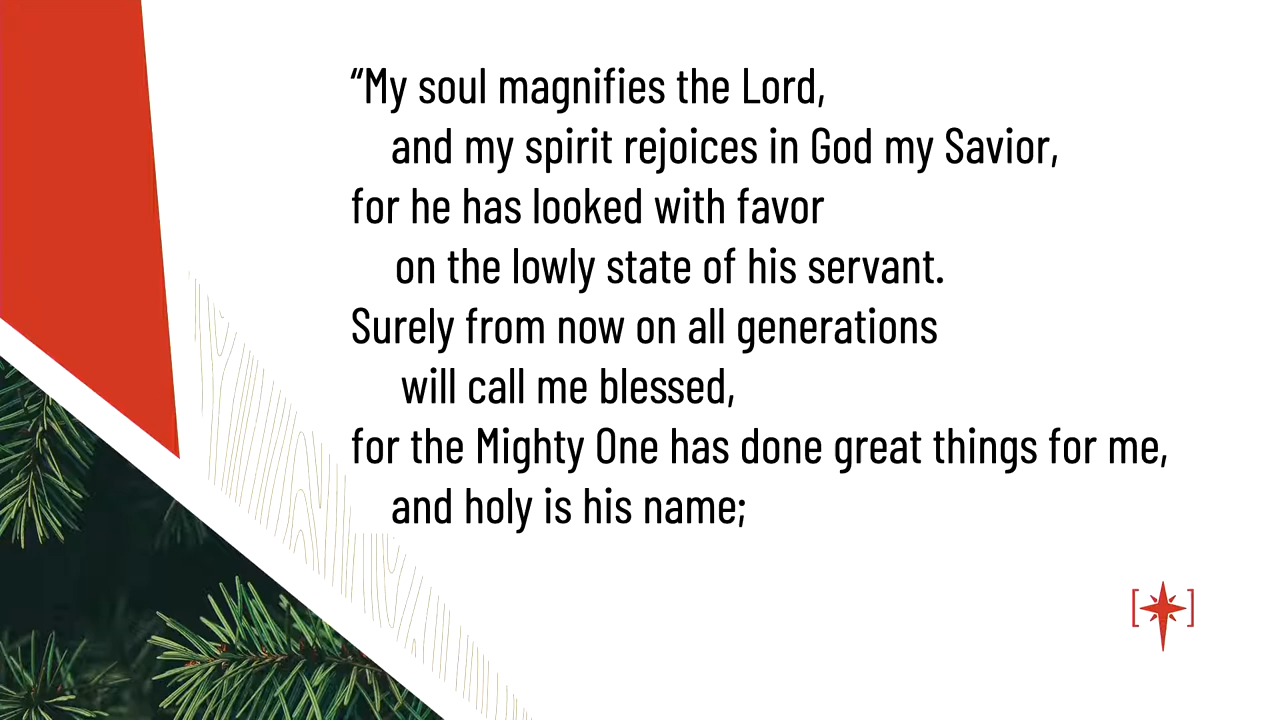 “My soul magnifies the Lord,
and my spirit rejoices in God my Savior,
for he has looked with favor
on the lowly state of his servant.
Surely from now on all generations
will call me blessed,
for the Mighty One has done great things for me,
and holy is his name;